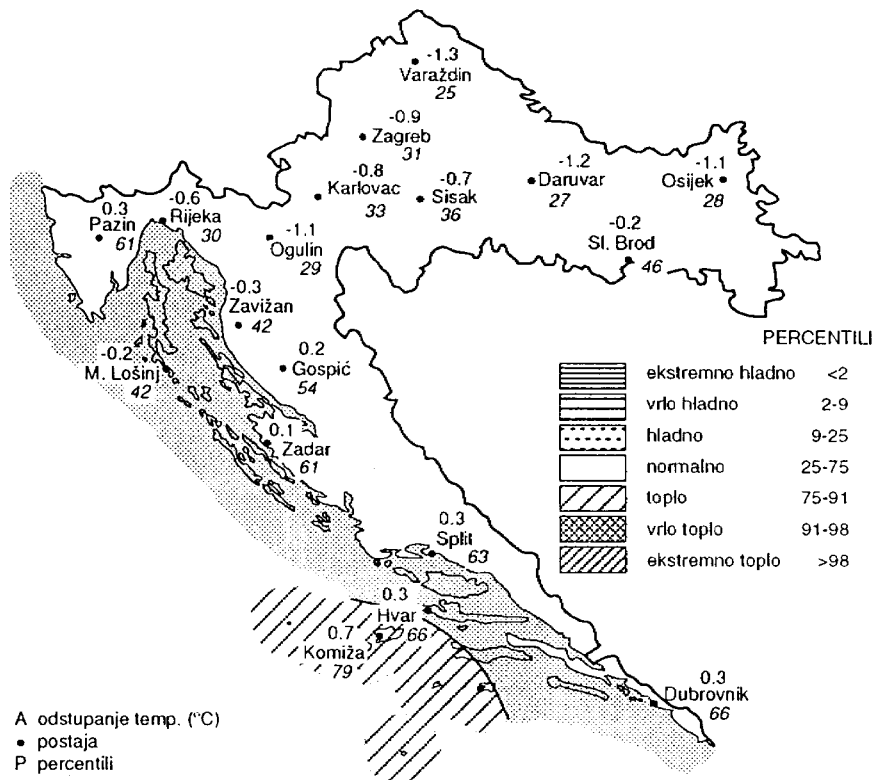 -1.3
Varaždin
25
-0.9
Zagreb
31
-0.8
Karlovac
33
-0.7
Sisak
36
-1.2
Daruvar
27
-1.1
Osijek
28
-0.2
Sl. Brod
46
0.3
Pazin
61
-0.6
Rijeka
30
-1.1
Ogulin
29
-0.3
Zavižan
42
-0.2
M. Lošinj
42
0.2
Gospić
54
0.1
Zadar
61
0.3
Split
63
0.3
Hvar
66
0.7
Komiža
79
0.3
Dubrovnik
66
PERCENTILI
ekstremno hladno <2
vrlo hladno 2-9
hladno 9-25
normalno 25-75
toplo 75-91
vrlo toplo 91-98
ekstremno toplo >98
A odstupanje temp. (°C)
• postaja
P percentili